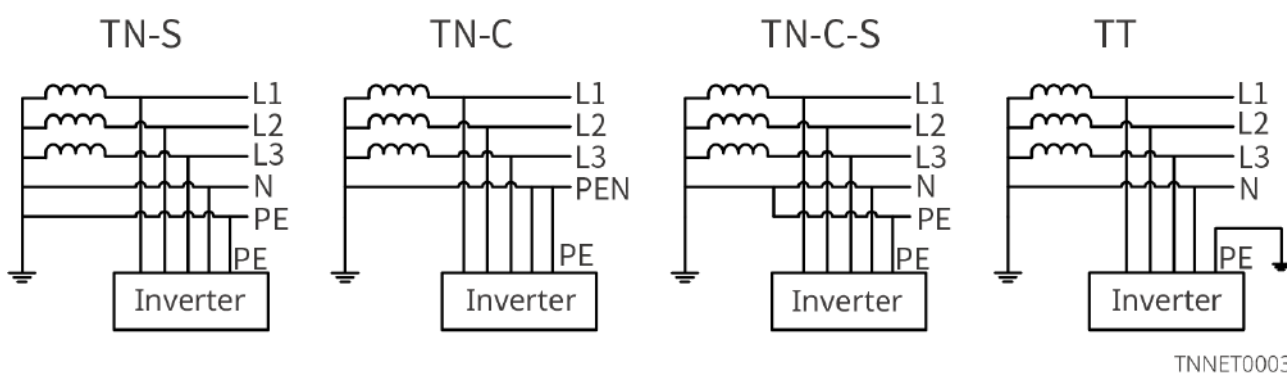 TN-S TN-C TN-C-S TT
L1 L1 L1 L1
L2 L2 L2 L2
L3 L3 L3 L3
N PEN N N
PE PE
PE PE PE PE
Inverter Inverter Inverter Inverter
TNNET0003